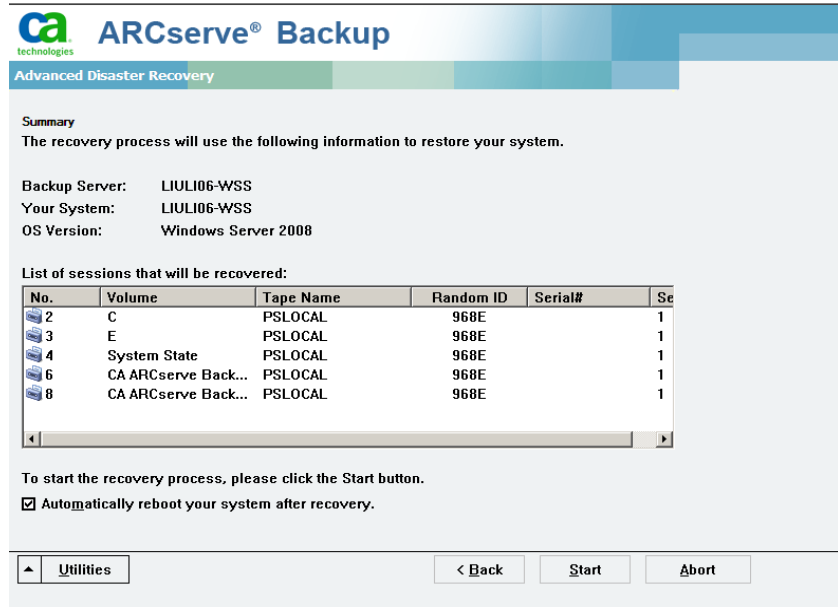 ca
technologies
ARCserve® Backup
Advanced Disaster Recovery
Summary
The recovery process will use the following information to restore your system.
Backup Server: LIULI06-WSS
Your System: LIULI06-WSS
OS Version: Windows Server 2008
List of sessions that will be recovered:
No. Volume Tape Name Random ID Serial# Se
2 C PSLOCAL 968E 1
3 E PSLOCAL 968E 1
4 System State PSLOCAL 968E 1
6 CA ARCserve Back... PSLOCAL 968E 1
8 CA ARCserve Back... PSLOCAL 968E 1
To start the recovery process, please click the Start button.
Automatically reboot your system after recovery.
Utilities < Back Start Abort